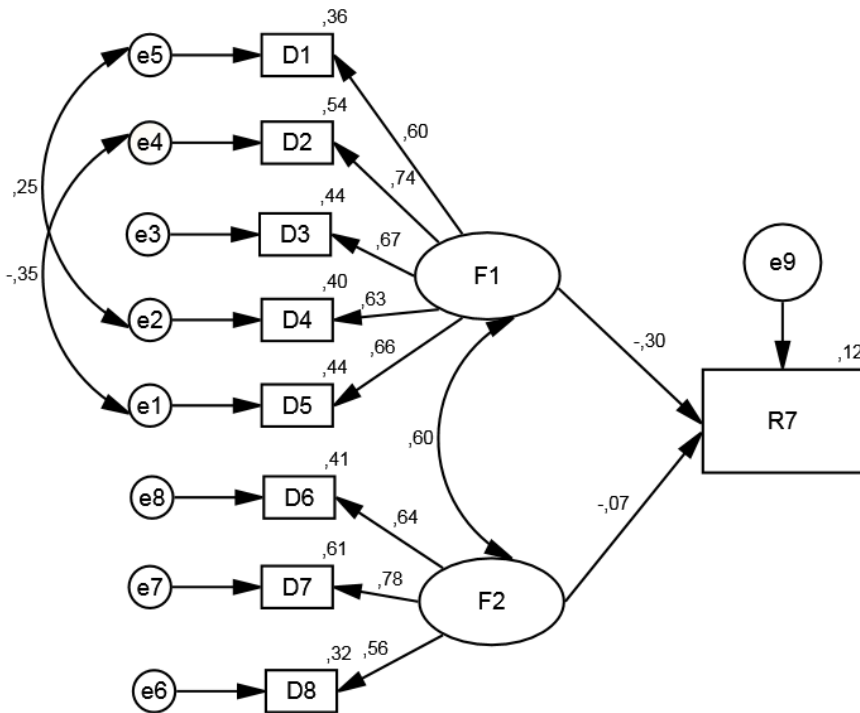 ,36
e5 D1
,60
,54
e4 D2
,74
,25
,44
e3 D3
,67
F1
e9
-,35
,40
e2 D4
,63
-,30
,12
,44
e1 D5
,66
R7
,60
,41
e8 D6
,64
-,07
,61
e7 D7
,78
F2
,32
,56
e6 D8